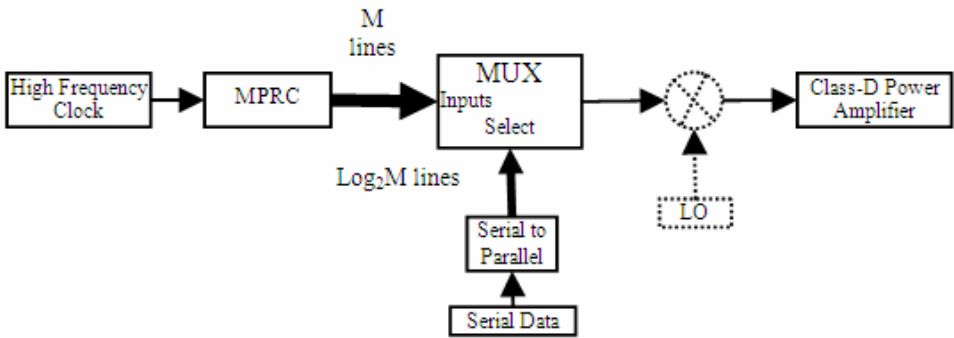 M
lines
High Frequency
Clock
MPRC
MUX
Inputs
Select
Class-D Power
Amplifier
Log₂M lines
LO
Serial to
Parallel
Serial Data